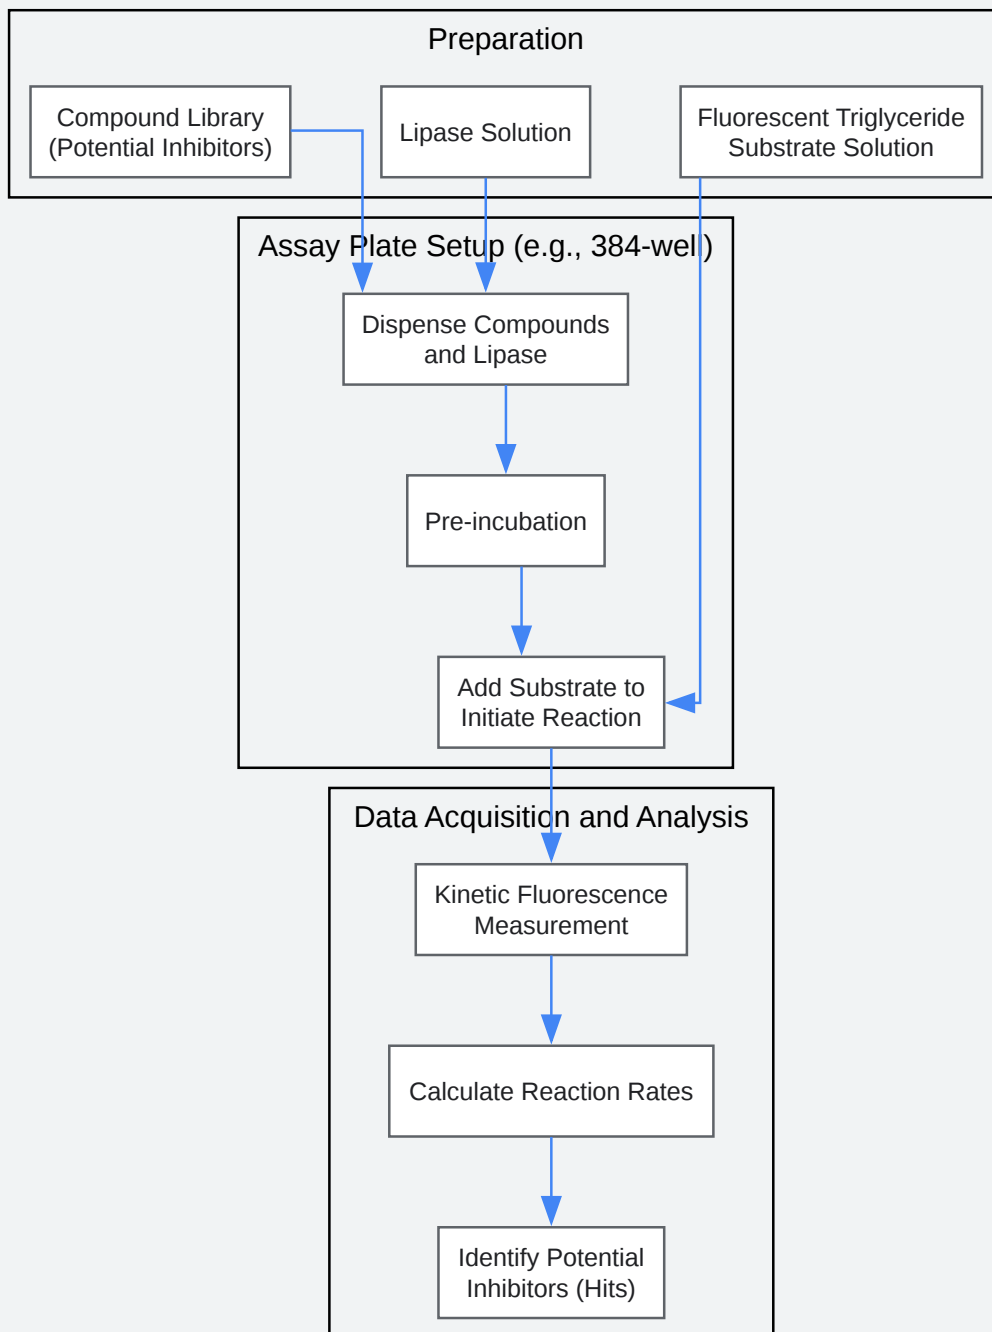 Preparation
Compound Library
(Potential Inhibitors)
Lipase Solution
Fluorescent Triglyceride
Substrate Solution
Assay Plate Setup (e.g., 384-well)
Dispense Compounds
and Lipase
Pre-incubation
Add Substrate to
Initiate Reaction
Data Acquisition and Analysis
Kinetic Fluorescence
Measurement
Calculate Reaction Rates
Identify Potential
Inhibitors (Hits)